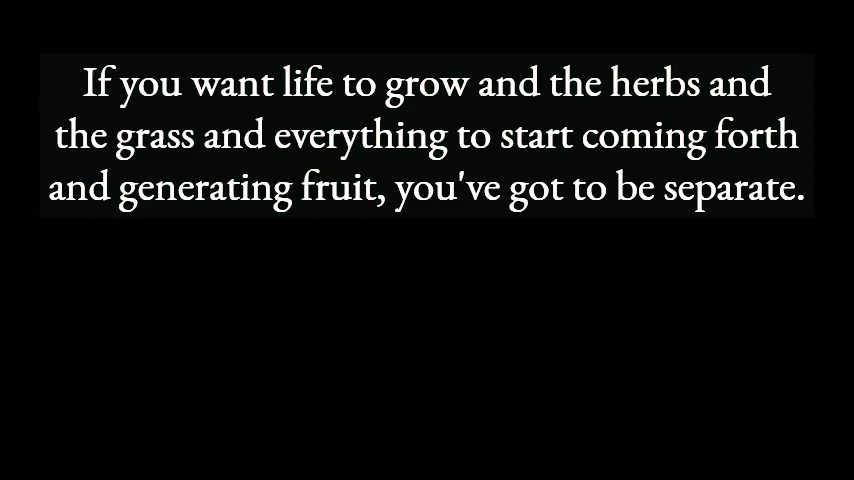 If you want life to grow and the herbs and
the grass and everything to start coming forth
and generating fruit, you've got to be separate.